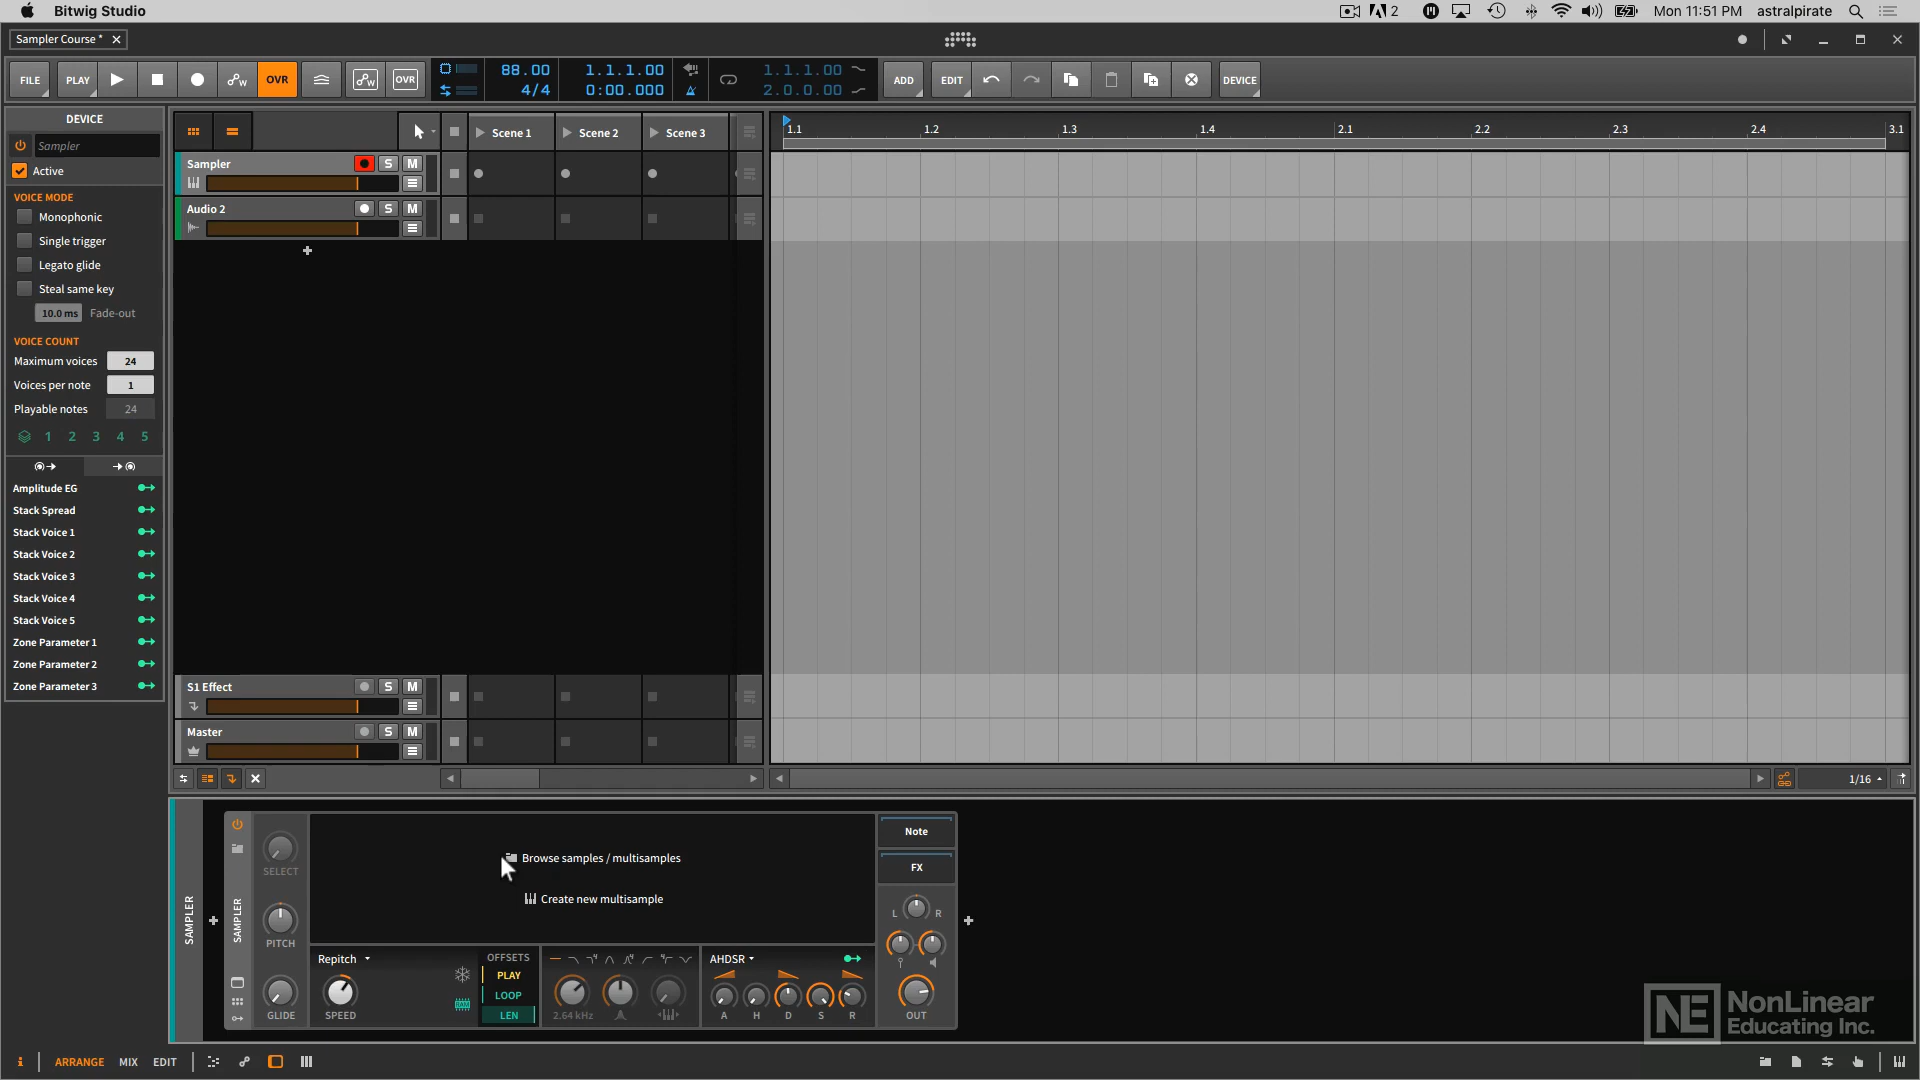 Bitwig Studio
2
Mon 11:51 PM
astralpirate
Sampler Course *
FILE
PLAY
OVR
OVR
88.00
4/4
1.1.1.00
0:00.000
1.1.1.00
2.0.0.00
ADD
EDIT
DEVICE
DEVICE
Sampler
Active
VOICE MODE
Monophonic
Single trigger
Legato glide
Steal same key
10.0 ms
Fade-out
VOICE COUNT
Maximum voices 24
Voices per note 1
Playable notes 24
1 2 3 4 5
Amplitude EG
Stack Spread
Stack Voice 1
Stack Voice 2
Stack Voice 3
Stack Voice 4
Stack Voice 5
Zone Parameter 1
Zone Parameter 2
Zone Parameter 3
Scene 1
Scene 2
Scene 3
Sampler
S M
Audio 2
S M
S1 Effect
S M
Master
S M
1.1
1.2
1.3
1.4
2.1
2.2
2.3
2.4
3.1
1/16
SAMPLER
SAMPLER
SELECT
PITCH
GLIDE
Browse samples / multisamples
Create new multisample
Repitch
SPEED
OFFSETS
PLAY
LOOP
LEN
2.64 kHz
AHDSR
A H D S R
Note
FX
L R
OUT
NE NonLinear
Educating Inc.
i
ARRANGE
MIX
EDIT